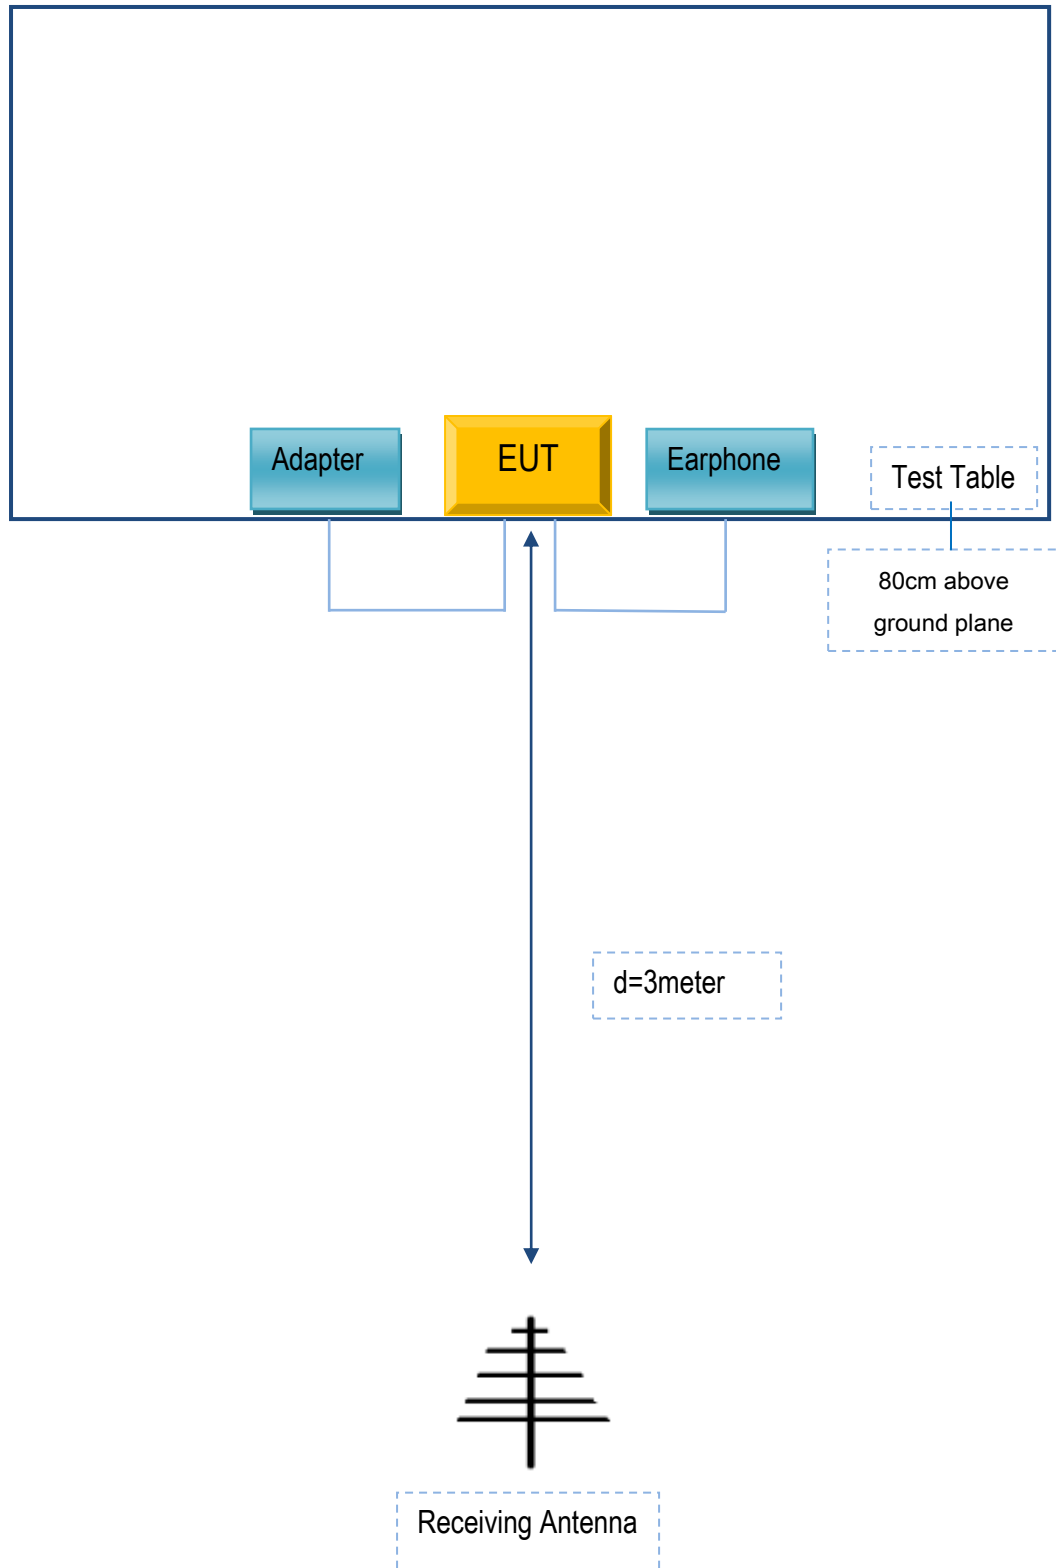 Adapter
EUT
Earphone
Test Table
80cm above
ground plane
d=3meter
Receiving Antenna